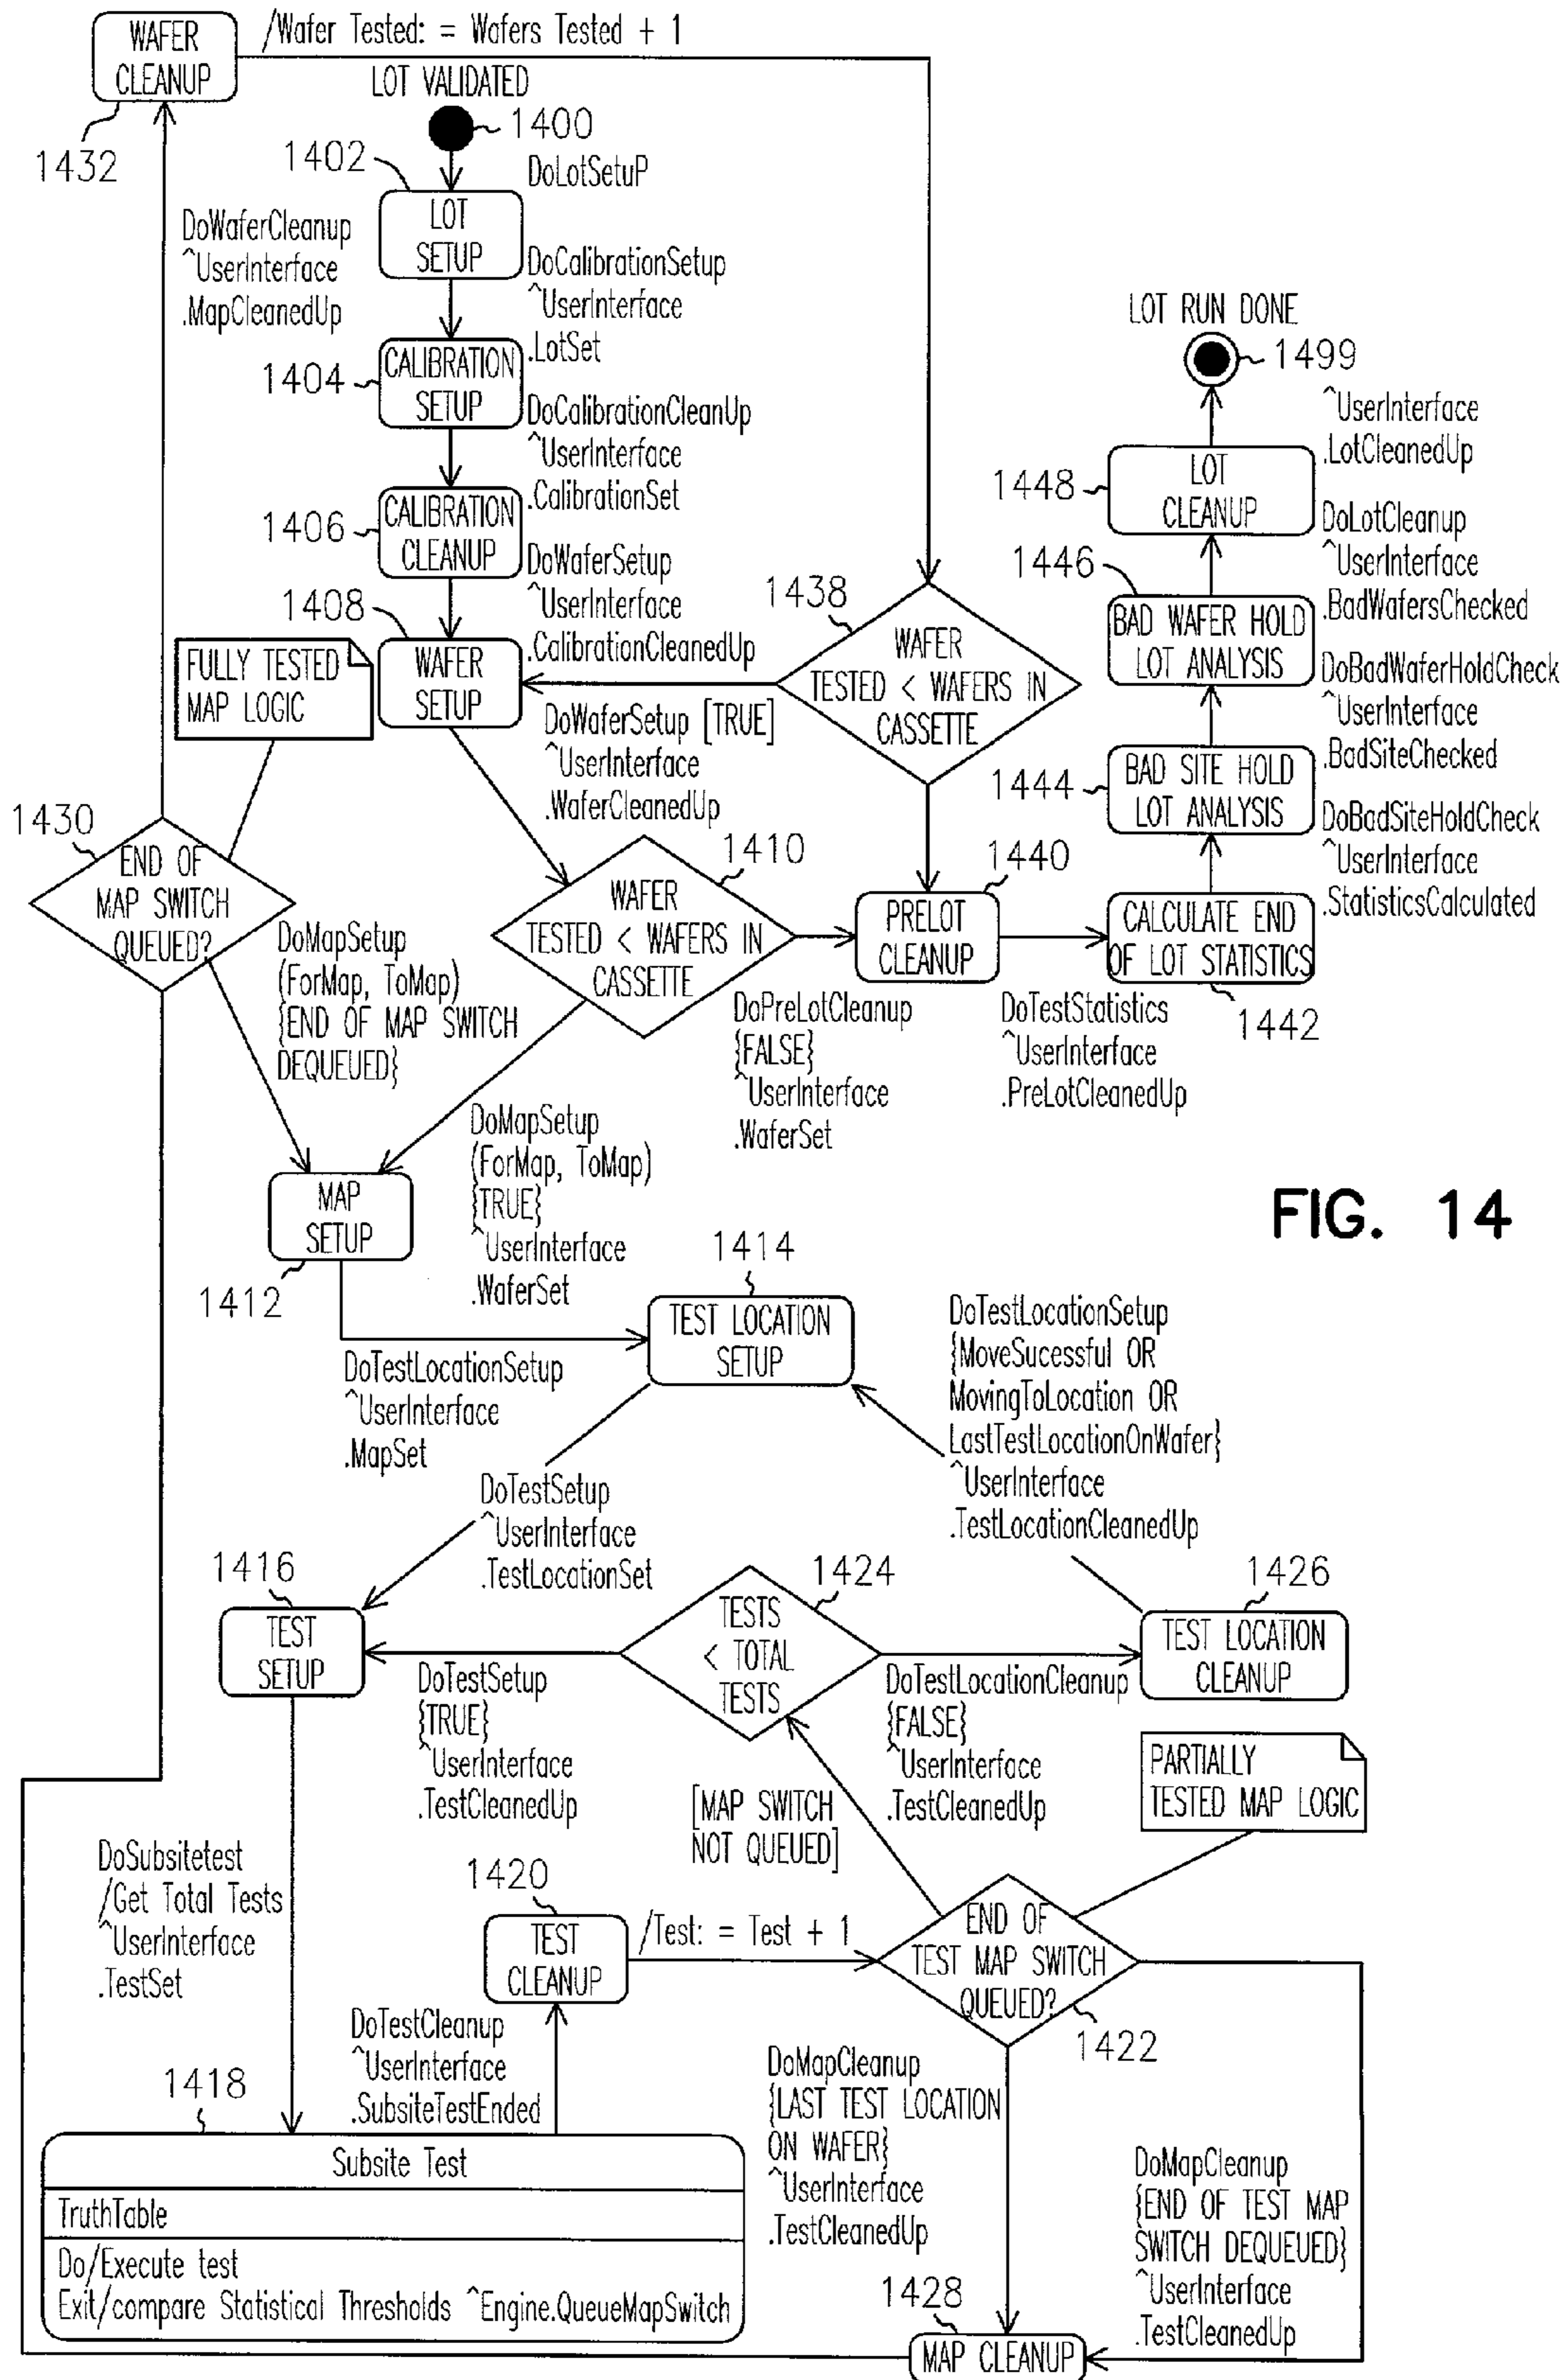 WAFER
CLEANUP
/Wafer Tested: = Wafers Tested + 1
1432
LOT VALIDATED
1400
DoLotSetuP
1402
LOT
SETUP
DoWaferCleanup
^UserInterface
.MapCleanedUp
DoCalibrationSetup
^UserInterface
.LotSet
1404
CALIBRATION
SETUP
DoCalibrationCleanUp
^UserInterface
.CalibrationSet
1406
CALIBRATION
CLEANUP
DoWaferSetup
^UserInterface
.CalibrationCleanedUp
1408
WAFER
SETUP
FULLY TESTED
MAP LOGIC
1438
WAFER
TESTED < WAFERS IN
CASSETTE
DoWaferSetup [TRUE]
^UserInterface
.WaferCleanedUp
LOT RUN DONE
1499
^UserInterface
.LotCleanedUp
1448
LOT
CLEANUP
DoLotCleanup
^UserInterface
.BadWafersChecked
1446
BAD WAFER HOLD
LOT ANALYSIS
DoBadWaferHoldCheck
^UserInterface
.BadSiteChecked
1444
BAD SITE HOLD
LOT ANALYSIS
DoBadSiteHoldCheck
^UserInterface
.StatisticsCalculated
CALCULATE END
OF LOT STATISTICS
1442
1440
PRELOT
CLEANUP
DoTestStatistics
^UserInterface
.PreLotCleanedUp
1410
WAFER
TESTED < WAFERS IN
CASSETTE
DoPreLotCleanup
{FALSE}
^UserInterface
.WaferSet
1430
END OF
MAP SWITCH
QUEUED?
DoMapSetup
(ForMap, ToMap)
{END OF MAP SWITCH
DEQUEUED}
DoMapSetup
(ForMap, ToMap)
{TRUE}
^UserInterface
.WaferSet
MAP
SETUP
1412
FIG. 14
1414
TEST LOCATION
SETUP
DoTestLocationSetup
^UserInterface
.MapSet
DoTestLocationSetup
{MoveSucessful OR
MovingToLocation OR
LastTestLocationOnWafer}
^UserInterface
.TestLocationCleanedUp
DoTestSetup
^UserInterface
.TestLocationSet
1416
TEST
SETUP
1424
TESTS
< TOTAL
TESTS
1426
TEST LOCATION
CLEANUP
DoTestSetup
{TRUE}
^UserInterface
.TestCleanedUp
DoTestLocationCleanup
{FALSE}
^UserInterface
.TestCleanedUp
[MAP SWITCH
NOT QUEUED]
PARTIALLY
TESTED MAP LOGIC
DoSubsitetest
/Get Total Tests
^UserInterface
.TestSet
1420
TEST
CLEANUP
/Test: = Test + 1
END OF
TEST MAP SWITCH
QUEUED?
1422
DoTestCleanup
^UserInterface
.SubsiteTestEnded
DoMapCleanup
{LAST TEST LOCATION
ON WAFER}
^UserInterface
.TestCleanedUp
DoMapCleanup
{END OF TEST MAP
SWITCH DEQUEUED}
^UserInterface
.TestCleanedUp
1418
Subsite Test
TruthTable
Do/Execute test
Exit/compare Statistical Thresholds ^Engine.QueueMapSwitch
1428
MAP CLEANUP